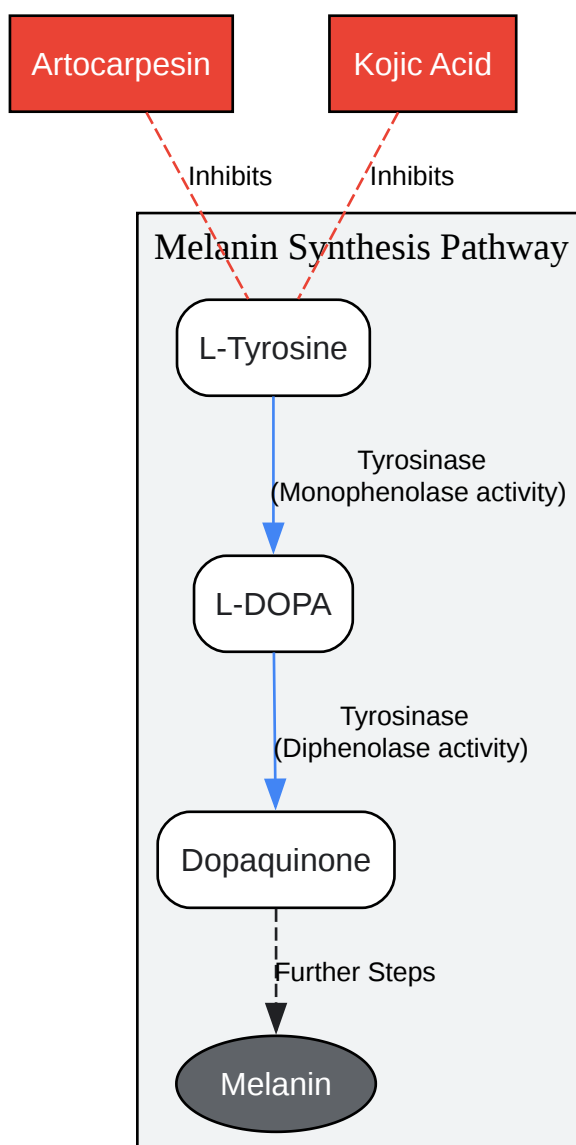 Artocarpesin
Kojic Acid
Inhibits
Inhibits
Melanin Synthesis Pathway
L-Tyrosine
Tyrosinase
(Monophenolase activity)
L-DOPA
Tyrosinase
(Diphenolase activity)
Dopaquinone
Further Steps
Melanin